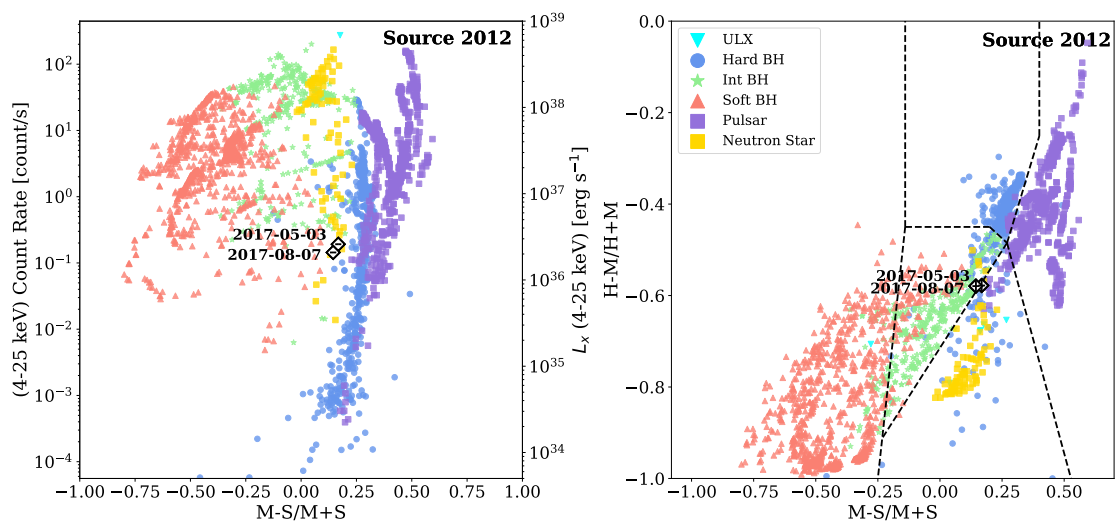 Source 2012
2017-05-03
2017-08-07
10²
10¹
10⁰
10⁻¹
10⁻²
10⁻³
10⁻⁴
(4-25 keV) Count Rate [count/s]
−1.00 −0.75 −0.50 −0.25 0.00 0.25 0.50 0.75 1.00
M-S/M+S
10³⁹
10³⁸
10³⁷
10³⁶
10³⁵
10³⁴
Lₓ (4-25 keV) [erg s⁻¹]
Source 2012
ULX
Hard BH
Int BH
Soft BH
Pulsar
Neutron Star
2017-05-03
2017-08-07
0.0
−0.2
−0.4
−0.6
−0.8
−1.0
H-M/H+M
−1.00 −0.75 −0.50 −0.25 0.00 0.25 0.50
M-S/M+S